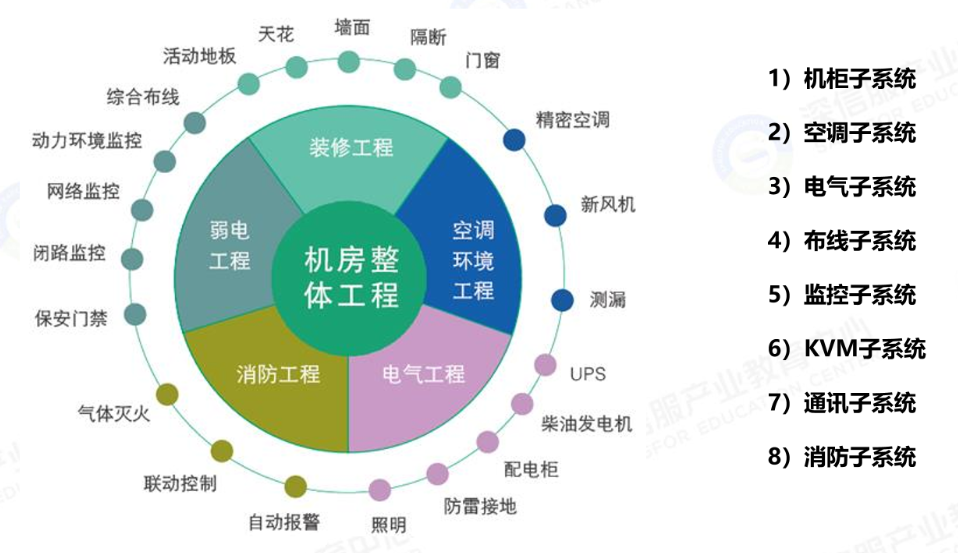 天花
墙面
隔断
门窗
活动地板
综合布线
动力环境监控
网络监控
闭路监控
保安门禁
精密空调
新风机
测漏
UPS
柴油发电机
配电柜
防雷接地
照明
自动报警
联动控制
气体灭火
装修工程
弱电
工程
空调
环境
工程
消防工程
电气工程
机房整
体工程
1）机柜子系统
2）空调子系统
3）电气子系统
4）布线子系统
5）监控子系统
6）KVM子系统
7）通讯子系统
8）消防子系统